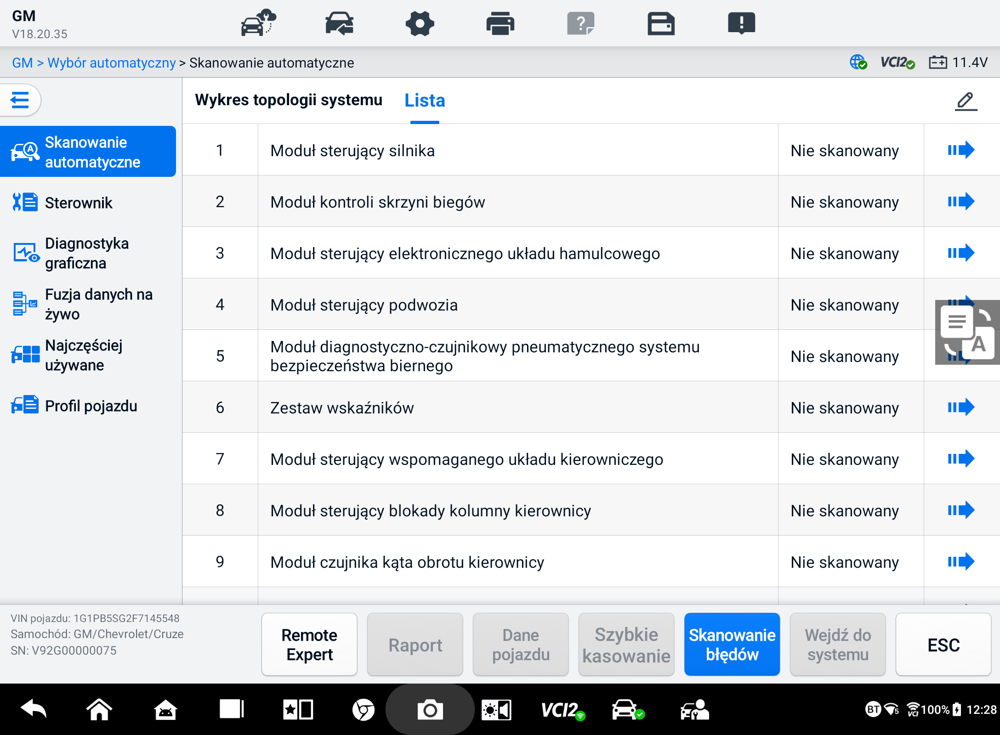 GM
V18.20.35
GM > Wybór automatyczny > Skanowanie automatyczne
VCI2
11.4V
Wykres topologii systemu
Lista
Skanowanie
automatyczne
Sterownik
Diagnostyka
graficzna
Fuzja danych na
żywo
Najczęściej
używane
Profil pojazdu
1
Moduł sterujący silnika
Nie skanowany
2
Moduł kontroli skrzyni biegów
Nie skanowany
3
Moduł sterujący elektronicznego układu hamulcowego
Nie skanowany
4
Moduł sterujący podwozia
Nie skanowany
5
Moduł diagnostyczno-czujnikowy pneumatycznego systemu
bezpieczeństwa biernego
Nie skanowany
A
6
Zestaw wskaźników
Nie skanowany
7
Moduł sterujący wspomaganego układu kierowniczego
Nie skanowany
8
Moduł sterujący blokady kolumny kierownicy
Nie skanowany
9
Moduł czujnika kąta obrotu kierownicy
Nie skanowany
VIN pojazdu: 1G1PB5SG2F7145548
Samochód: GM/Chevrolet/Cruze
SN: V92G00000075
Remote
Expert
Raport
Dane
pojazdu
Szybkie
kasowanie
Skanowanie
błędów
Wejdź do
systemu
ESC
VCI2
BT
5
VCI
100%
12:28